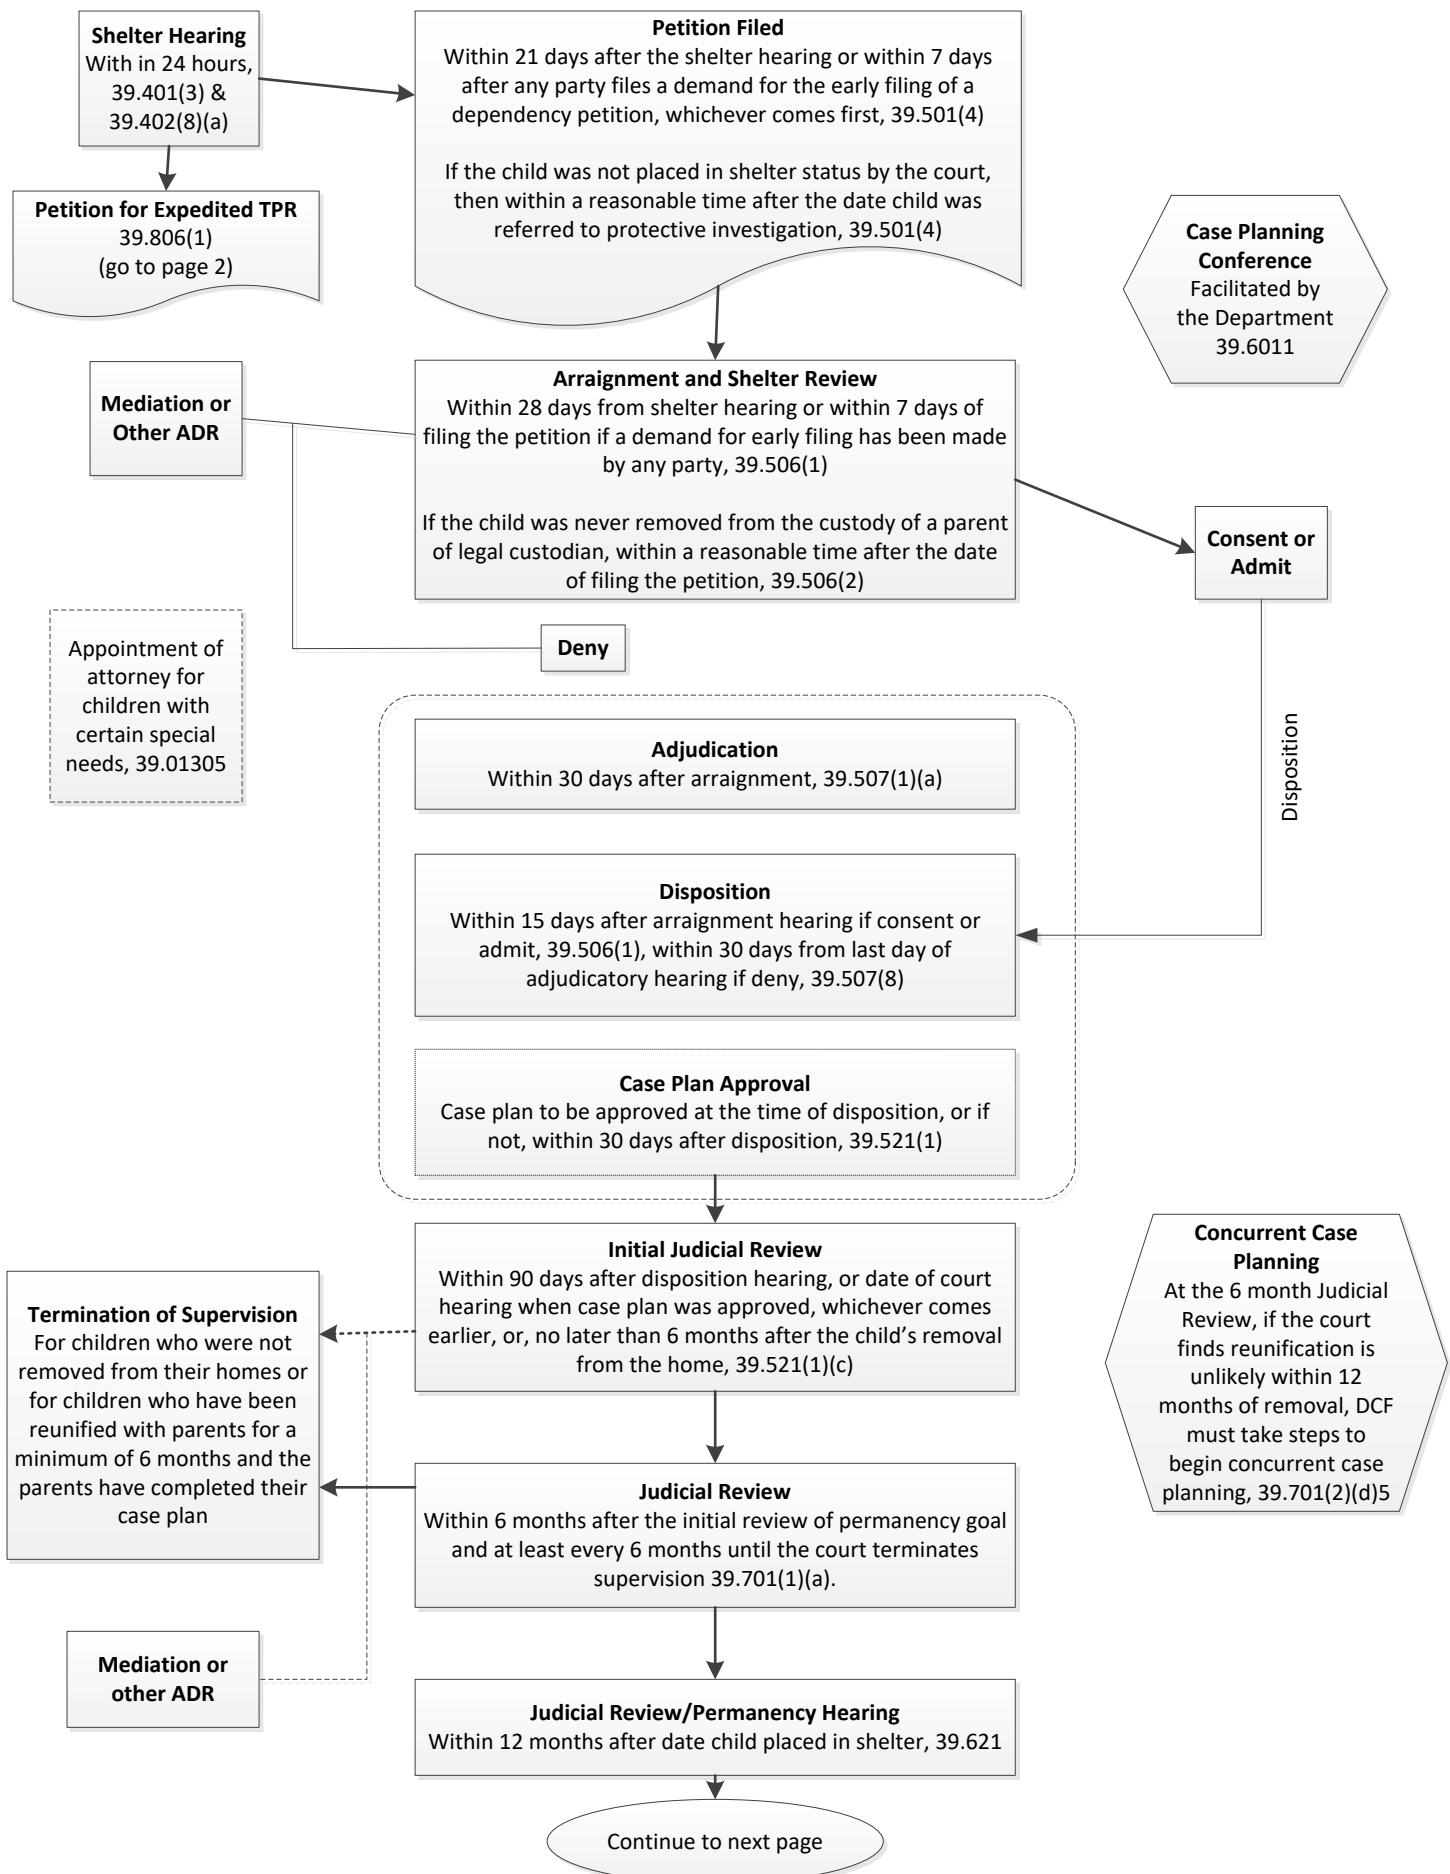 Shelter Hearing
With in 24 hours,
39.401(3) &
39.402(8)(a)
Petition Filed
Within 21 days after the shelter hearing or within 7 days
after any party files a demand for the early filing of a
dependency petition, whichever comes first, 39.501(4)
If the child was not placed in shelter status by the court,
then within a reasonable time after the date child was
referred to protective investigation, 39.501(4)
Petition for Expedited TPR
39.806(1)
(go to page 2)
Case Planning
Conference
Facilitated by
the Department
39.6011
Mediation or
Other ADR
Arraignment and Shelter Review
Within 28 days from shelter hearing or within 7 days of
filing the petition if a demand for early filing has been made
by any party, 39.506(1)
If the child was never removed from the custody of a parent
of legal custodian, within a reasonable time after the date
of filing the petition, 39.506(2)
Consent or
Admit
Deny
Appointment of
attorney for
children with
certain special
needs, 39.01305
Adjudication
Within 30 days after arraignment, 39.507(1)(a)
Disposition
Disposition
Within 15 days after arraignment hearing if consent or
admit, 39.506(1), within 30 days from last day of
adjudicatory hearing if deny, 39.507(8)
Case Plan Approval
Case plan to be approved at the time of disposition, or if
not, within 30 days after disposition, 39.521(1)
Initial Judicial Review
Within 90 days after disposition hearing, or date of court
hearing when case plan was approved, whichever comes
earlier, or, no later than 6 months after the child's removal
from the home, 39.521(1)(c)
Termination of Supervision
For children who were not
removed from their homes or
for children who have been
reunified with parents for a
minimum of 6 months and the
parents have completed their
case plan
Concurrent Case
Planning
At the 6 month Judicial
Review, if the court
finds reunification is
unlikely within 12
months of removal, DCF
must take steps to
begin concurrent case
planning, 39.701(2)(d)5
Judicial Review
Within 6 months after the initial review of permanency goal
and at least every 6 months until the court terminates
supervision 39.701(1)(a).
Mediation or
other ADR
Judicial Review/Permanency Hearing
Within 12 months after date child placed in shelter, 39.621
Continue to next page